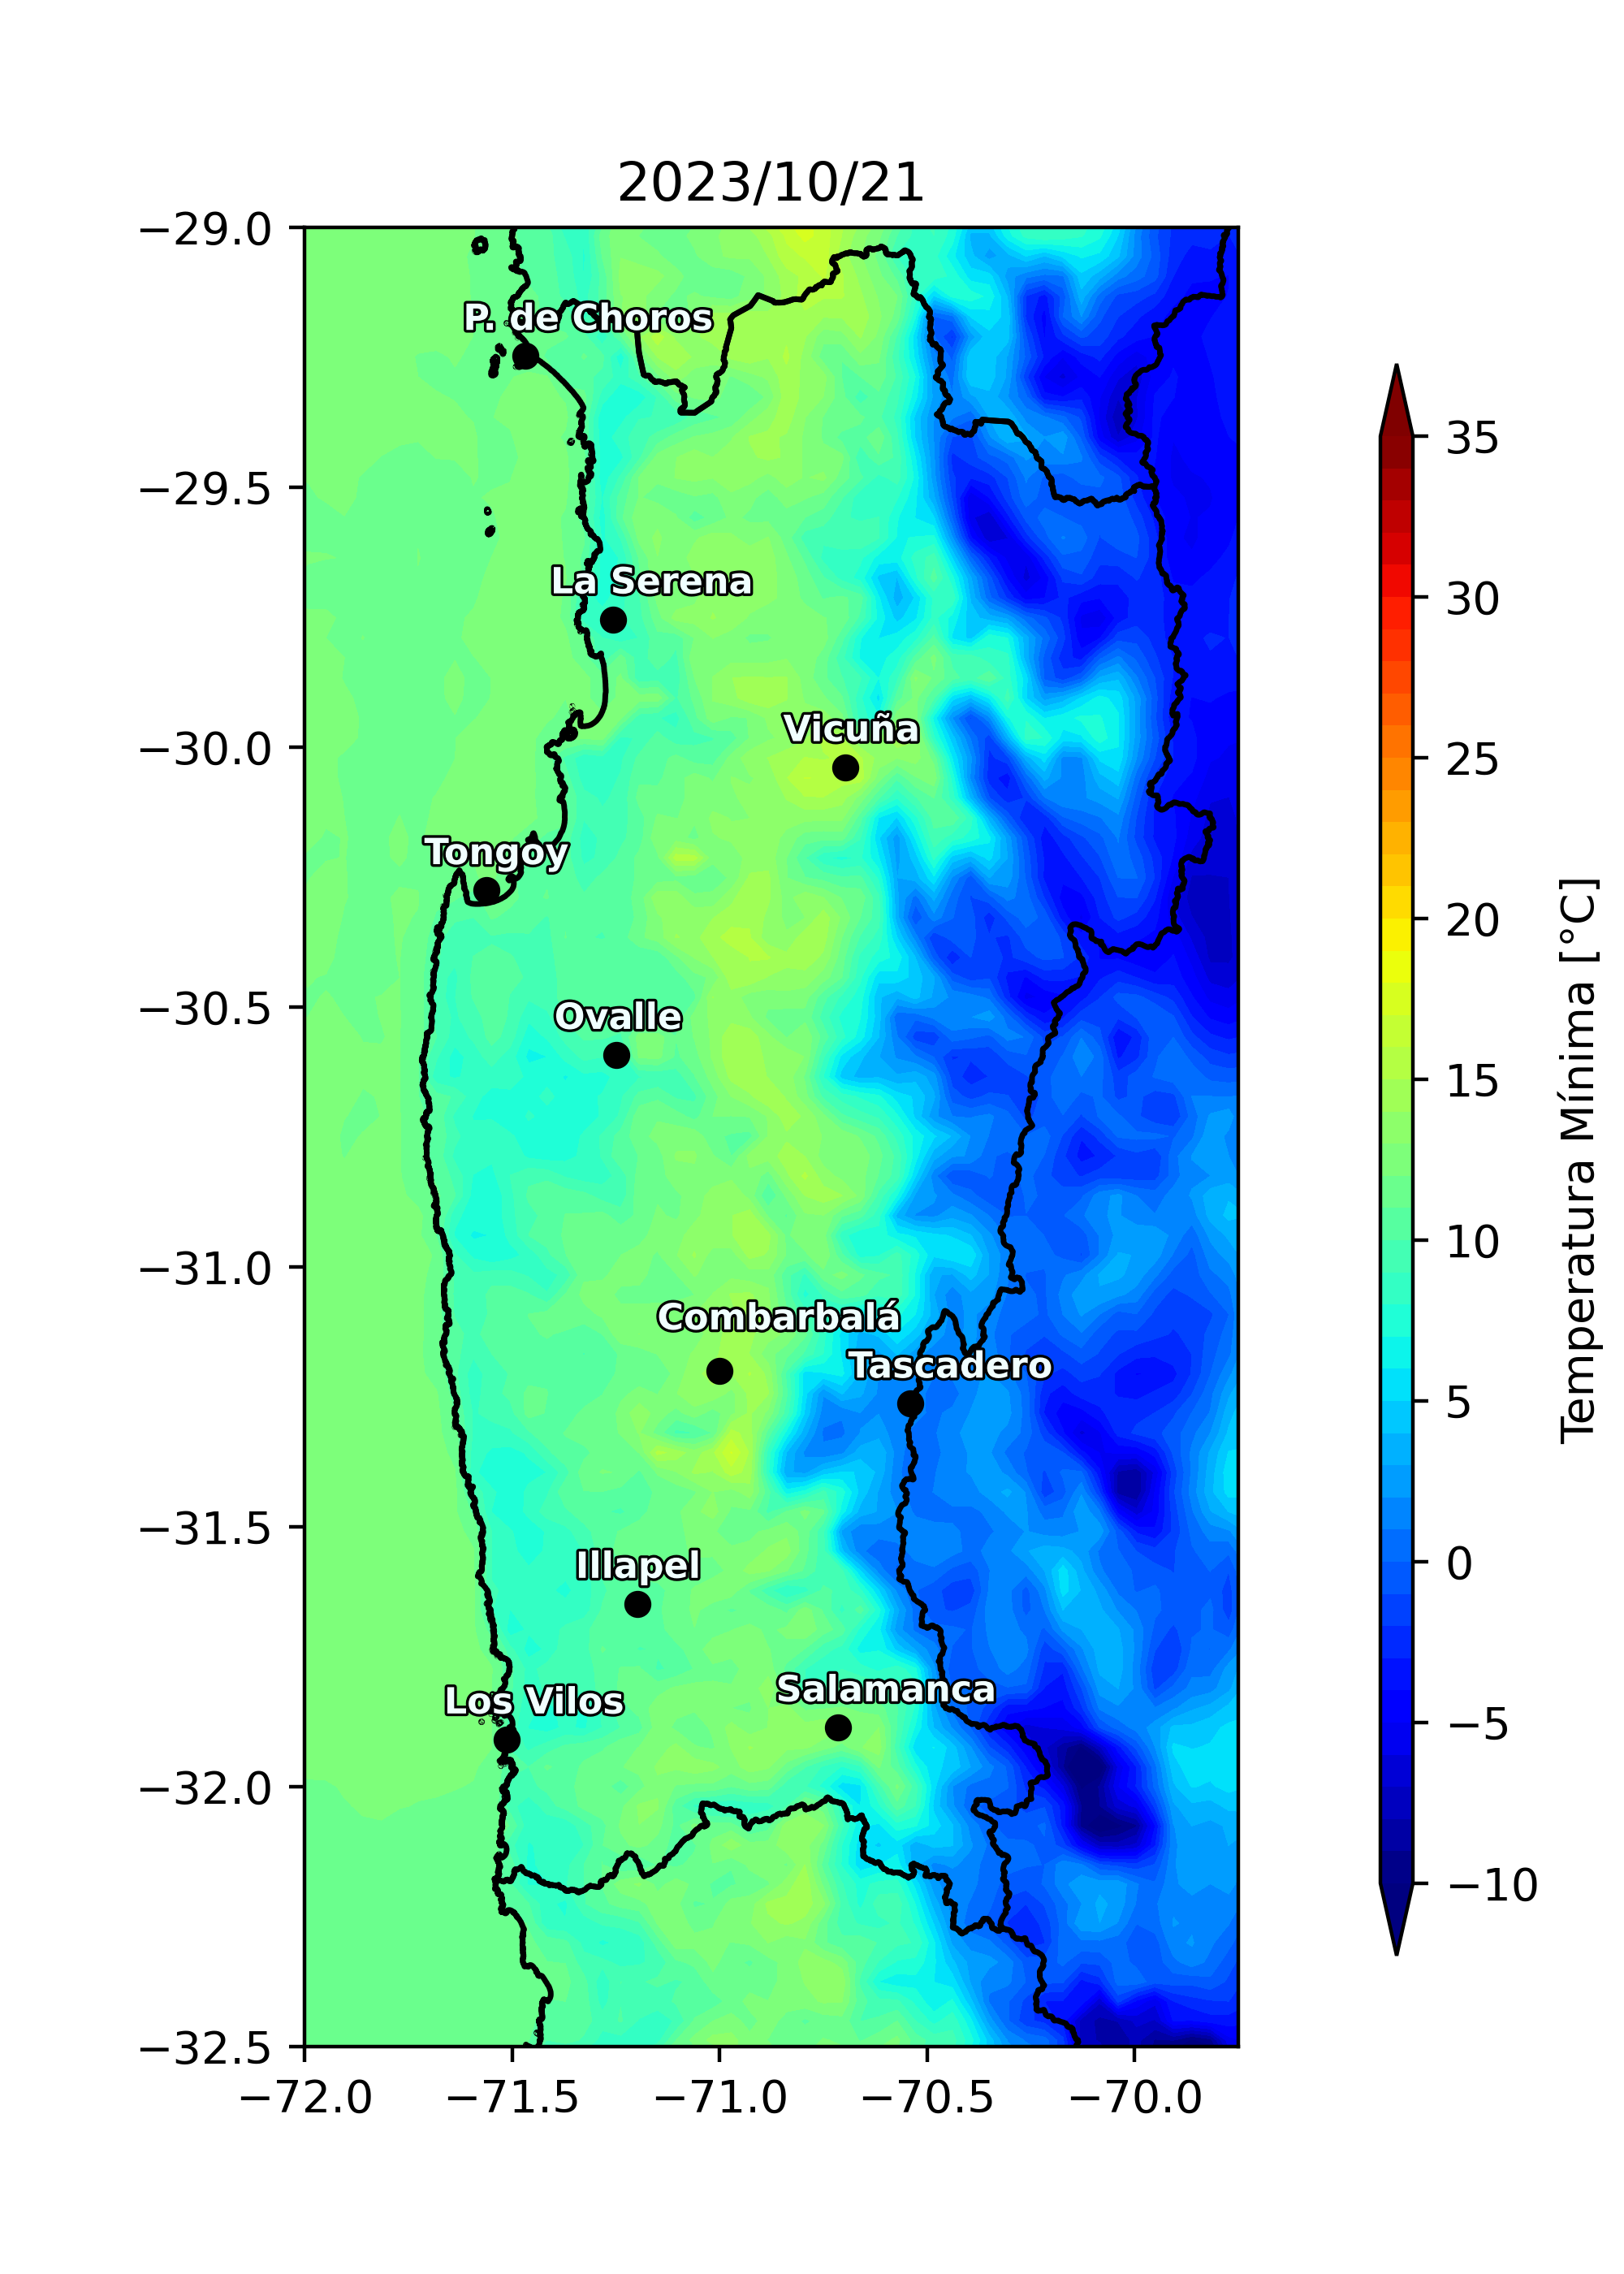 2023/10/21
−29.0
−29.5
−30.0
−30.5
−31.0
−31.5
−32.0
−32.5
−72.0
−71.5
−71.0
−70.5
−70.0
P. de Choros
La Serena
Vicuña
Tongoy
Ovalle
Combarbalá
Tascadero
Illapel
Los Vilos
Salamanca
35
30
25
20
15
10
5
0
−5
−10
Temperatura Mínima [°C]